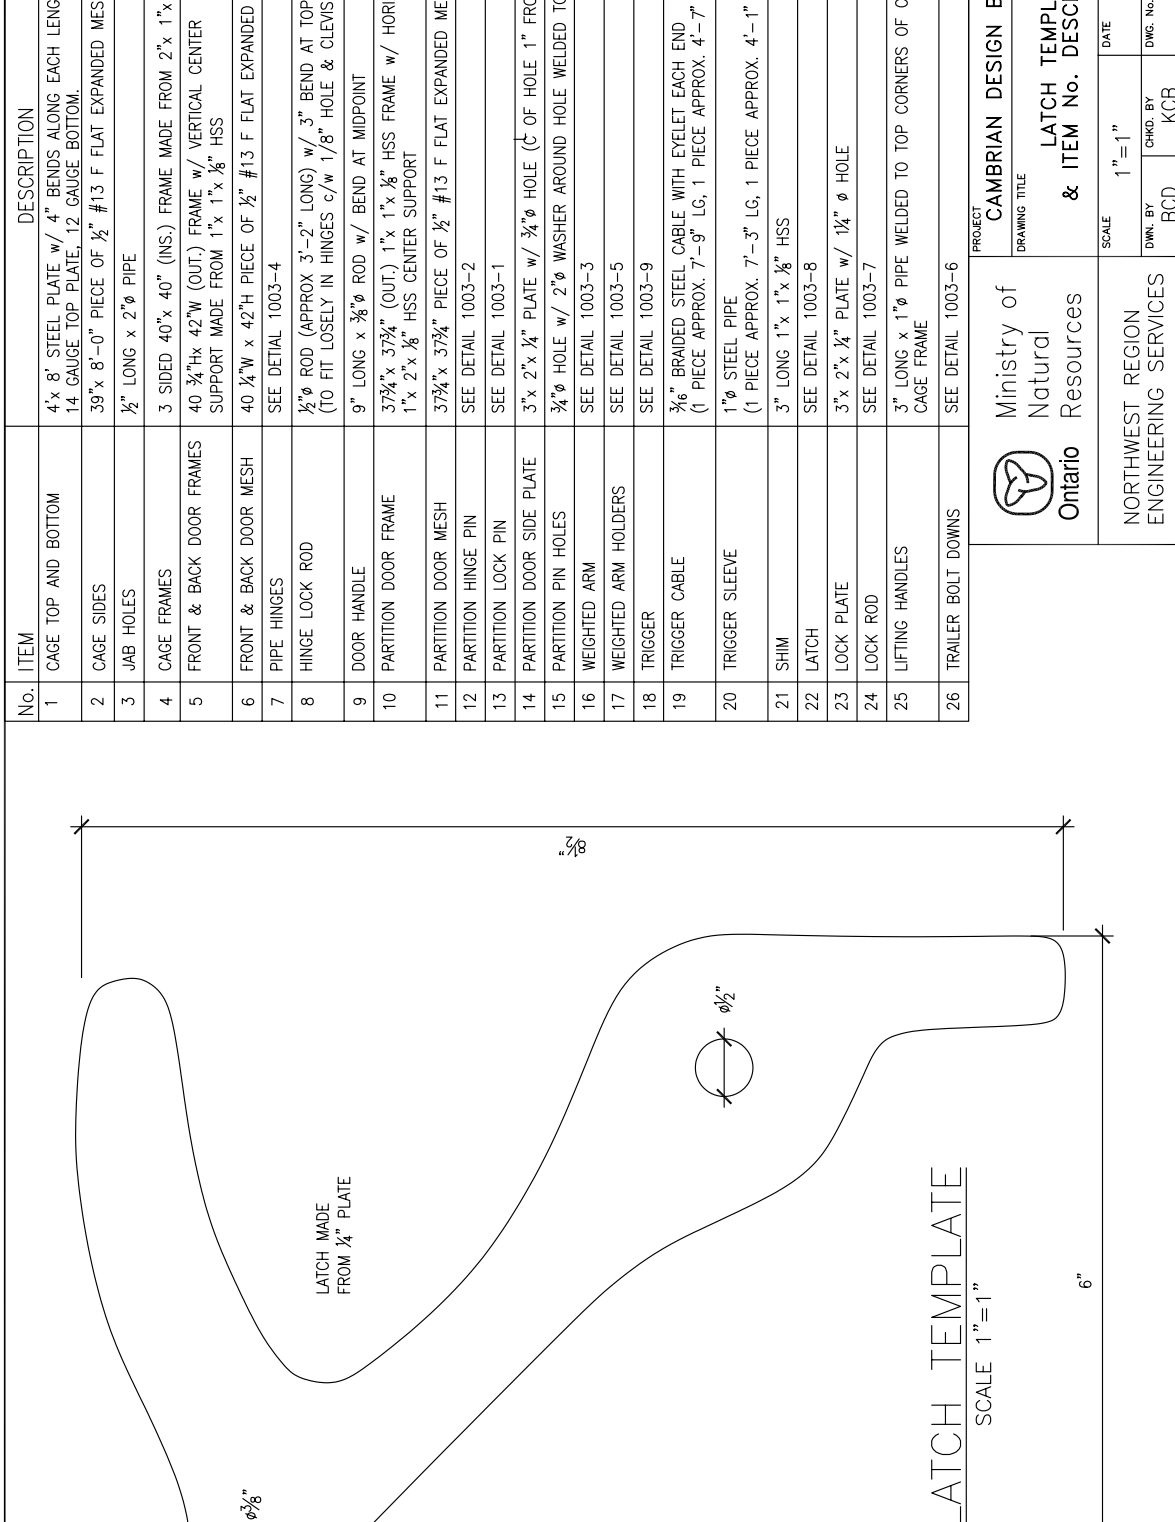 No. ITEM DESCRIPTION
1 CAGE TOP AND BOTTOM 4'x 8' STEEL PLATE w/ 4" BENDS ALONG EACH
14 GAUGE TOP PLATE, 12 GAUGE BOTTOM.
2 CAGE SIDES 39"x 8'-0" PIECE OF ½" #13 F FLAT EXPANDED
3 JAB HOLES ½" LONG x 2"ø PIPE
4 CAGE FRAMES 3 SIDED 40"x 40" (INS.) FRAME MADE FROM 2"x 1"x
5 FRONT & BACK DOOR FRAMES 40 ¾"Hx 42"W (OUT.) FRAME w/ VERTICAL CENTER
SUPPORT MADE FROM 1"x 1"x ⅛" HSS
6 FRONT & BACK DOOR MESH 40 ¼"W x 42"H PIECE OF ½" #13 F FLAT EXPANDED
7 PIPE HINGES SEE DETIAL 1003-4
8 HINGE LOCK ROD ½"ø ROD (APPROX 3'-2" LONG) w/ 3" BEND AT TOP
(TO FIT LOOSELY IN HINGES c/w 1/8" HOLE & CLEVIS
9 DOOR HANDLE 9" LONG x ⅜"ø ROD w/ BEND AT MIDPOINT
10 PARTITION DOOR FRAME 37¾"x 37¾" (OUT.) 1"x 1"x ⅛" HSS FRAME w/
1"x 2"x ⅛" HSS CENTER SUPPORT
11 PARTITION DOOR MESH 37¾"x 37¾" PIECE OF ½" #13 F FLAT EXPANDED
12 PARTITION HINGE PIN SEE DETAIL 1003-2
13 PARTITION LOCK PIN SEE DETAIL 1003-1
14 PARTITION DOOR SIDE PLATE 3"x 2"x ¼" PLATE w/ ¾"ø HOLE (C OF HOLE 1"
15 PARTITION PIN HOLES ¾"ø HOLE w/ 2"ø WASHER AROUND HOLE WELDED
16 WEIGHTED ARM SEE DETAIL 1003-3
17 WEIGHTED ARM HOLDERS SEE DETAIL 1003-5
18 TRIGGER SEE DETAIL 1003-9
19 TRIGGER CABLE 3/16" BRAIDED STEEL CABLE WITH EYELET EACH END
(1 PIECE APPROX. 7'-9" LG, 1 PIECE APPROX. 4'-7"
20 TRIGGER SLEEVE 1"ø STEEL PIPE
(1 PIECE APPROX. 7'-3" LG, 1 PIECE APPROX. 4'-1"
21 SHIM 3" LONG 1"x 1"x ⅛" HSS
22 LATCH SEE DETAIL 1003-8
23 LOCK PLATE 3"x 2"x ¼" PLATE w/ 1¼" ø HOLE
24 LOCK ROD SEE DETAIL 1003-7
25 LIFTING HANDLES 3" LONG x 1"ø PIPE WELDED TO TOP CORNERS OF
CAGE FRAME
26 TRAILER BOLT DOWNS SEE DETAIL 1003-6
Ontario
Ministry of
Natural
Resources
NORTHWEST REGION
ENGINEERING SERVICES
PROJECT
CAMBRIAN DESIGN
DRAWING TITLE
LATCH
& ITEM No.
SCALE
1"=1"
DATE
DWN. BY
CHKD. BY
DWG. No.
8½"
ø½"
LATCH MADE
FROM ¼" PLATE
ø⅜"
6"
LATCH TEMPLATE
SCALE 1"=1"